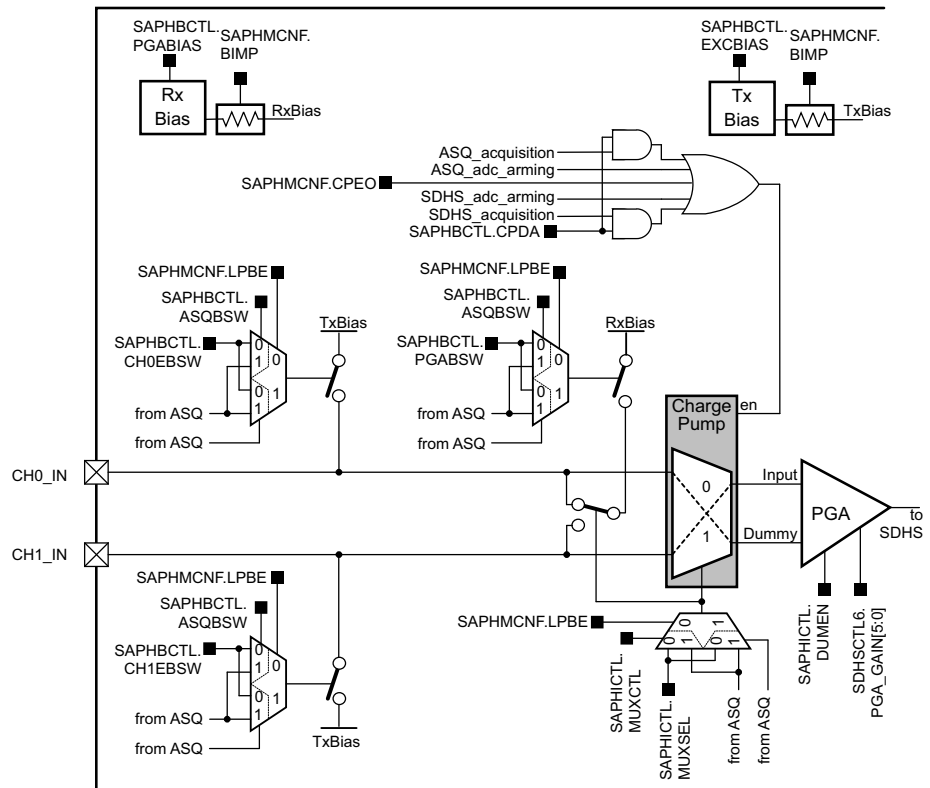 SAPHBCTL.
PGABIAS
SAPHMCNF.
BIMP
Rx
Bias
RxBias
SAPHBCTL.
EXCBIAS
SAPHMCNF.
BIMP
Tx
Bias
TxBias
ASQ_acquisition
ASQ_adc_arming
SAPHMCNF.CPEO
SDHS_adc_arming
SDHS_acquisition
SAPHBCTL.CPDA
SAPHMCNF.LPBE
SAPHBCTL.
ASQBSW
TxBias
SAPHBCTL.
CH0EBSW
0
1
0
0
1
1
from ASQ
from ASQ
SAPHMCNF.LPBE
SAPHBCTL.
ASQBSW
RxBias
SAPHBCTL.
PGABSW
0
1
0
0
1
1
from ASQ
from ASQ
Charge
Pump
en
CH0_IN
0
1
Input
Dummy
PGA
to
SDHS
CH1_IN
SAPHMCNF.LPBE
SAPHBCTL.
ASQBSW
SAPHBCTL.
CH1EBSW
0
1
0
0
1
1
from ASQ
from ASQ
TxBias
SAPHMCNF.LPBE
0
1
0
1
0
1
SAPHICTL.
MUXCTL
SAPHICTL.
MUXSEL
from ASQ
from ASQ
SAPHICTL.
DUMEN
SDHSCTL6.
PGA_GAIN[5:0]